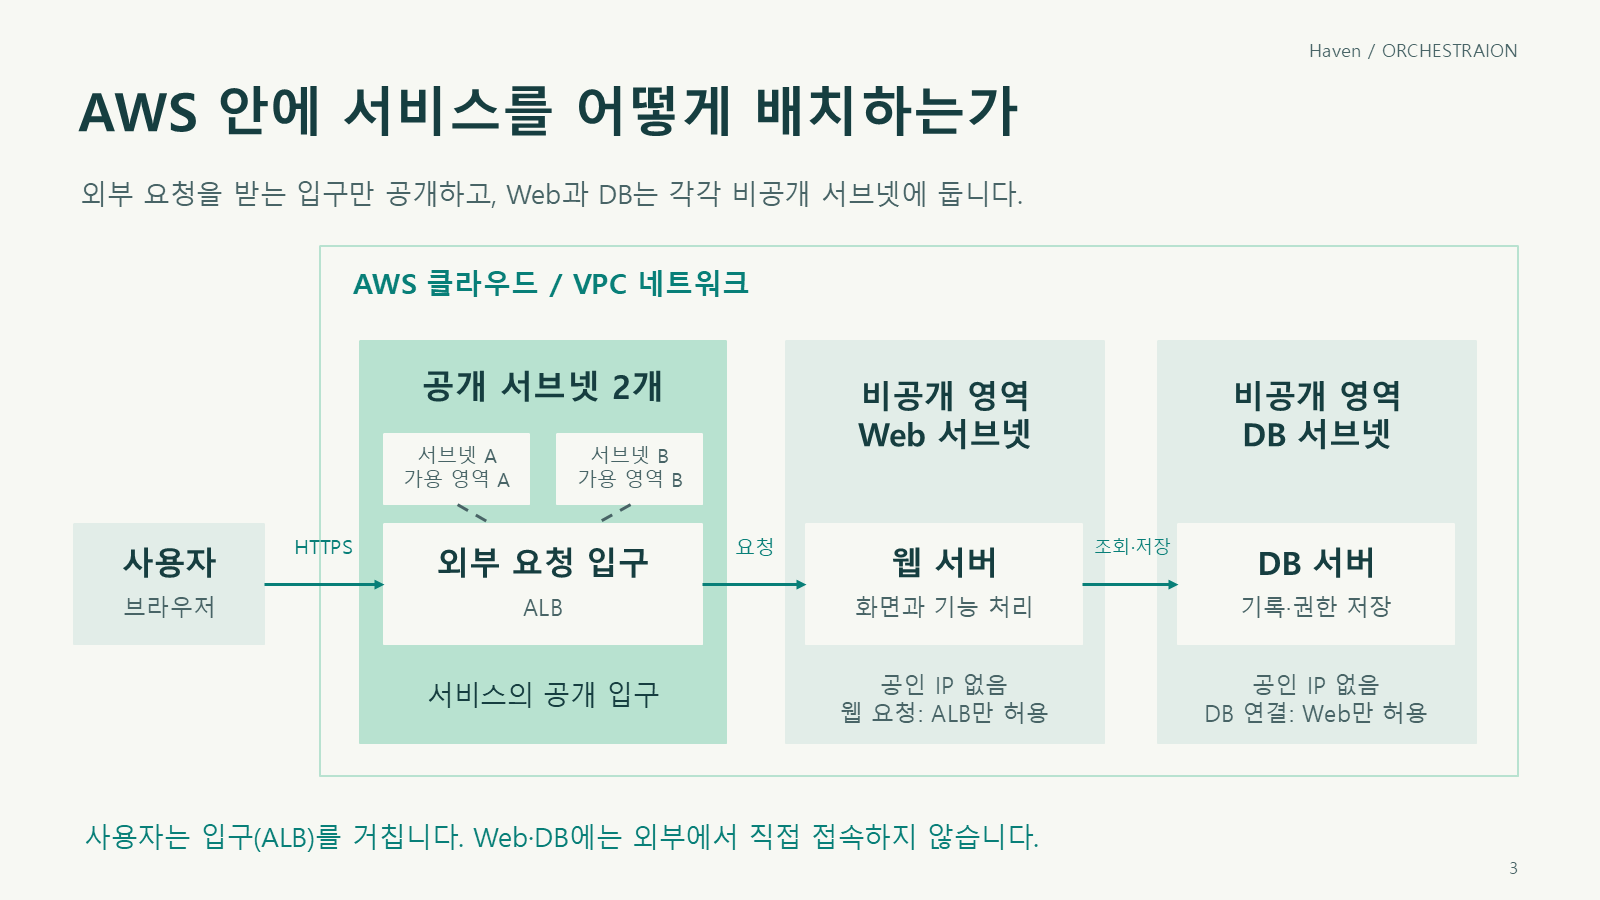 Haven / ORCHESTRAION
AWS 안에 서비스를 어떻게 배치하는가
외부 요청을 받는 입구만 공개하고, Web과 DB는 각각 비공개 서브넷에 둡니다.
AWS 클라우드 / VPC 네트워크
공개 서브넷 2개
서브넷 A
가용 영역 A
서브넷 B
가용 영역 B
비공개 영역
Web 서브넷
비공개 영역
DB 서브넷
사용자
브라우저
HTTPS
외부 요청 입구
ALB
요청
웹 서버
화면과 기능 처리
조회·저장
DB 서버
기록·권한 저장
서비스의 공개 입구
공인 IP 없음
웹 요청: ALB만 허용
공인 IP 없음
DB 연결: Web만 허용
사용자는 입구(ALB)를 거칩니다. Web·DB에는 외부에서 직접 접속하지 않습니다.
3